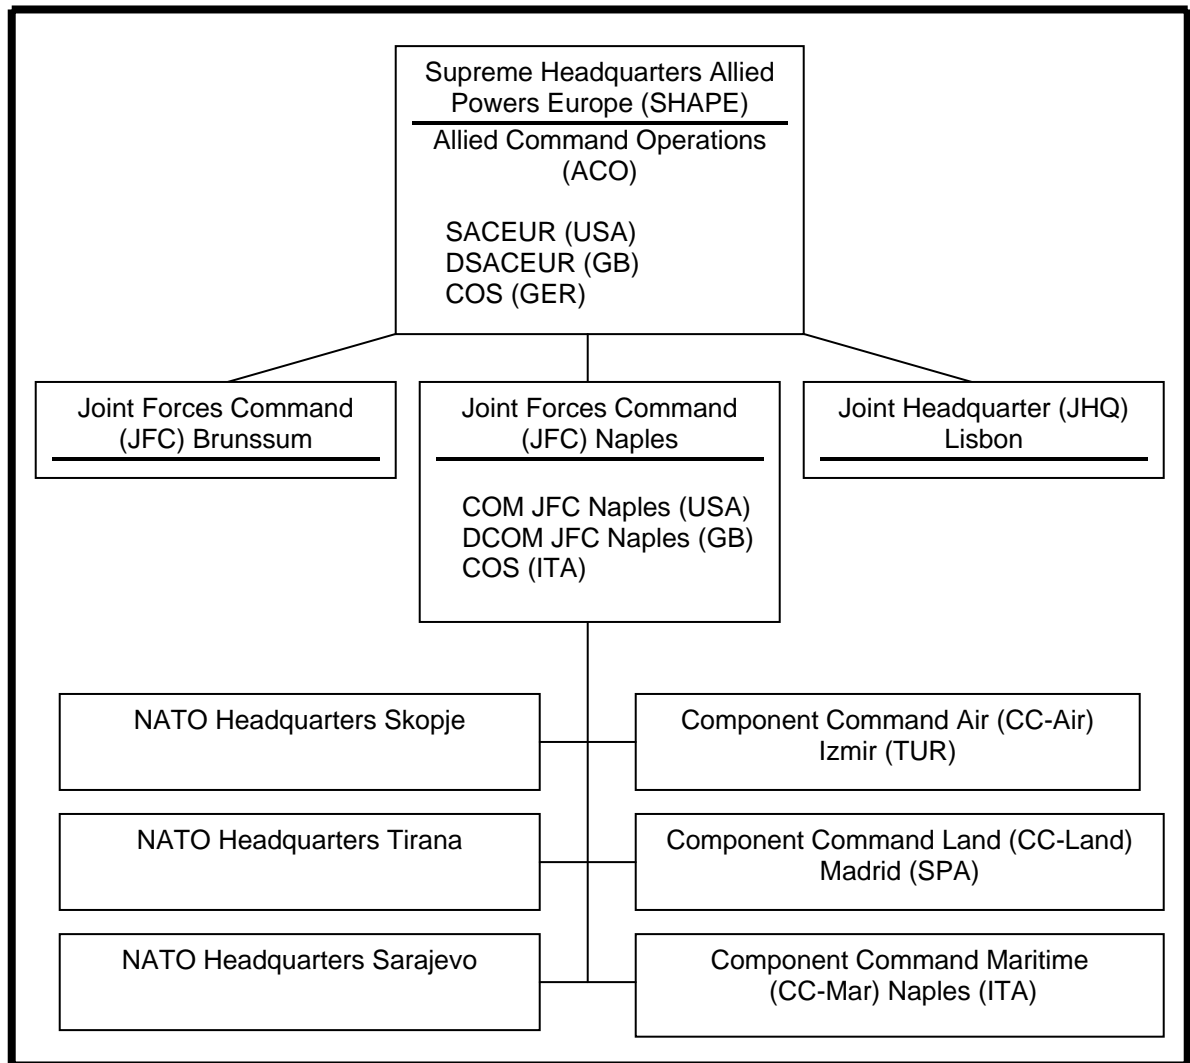 Supreme Headquarters Allied
Powers Europe (SHAPE)
Allied Command Operations
(ACO)
SACEUR (USA)
DSACEUR (GB)
COS (GER)
Joint Forces Command
(JFC) Brunssum
Joint Forces Command
(JFC) Naples
COM JFC Naples (USA)
DCOM JFC Naples (GB)
COS (ITA)
Joint Headquarter (JHQ)
Lisbon
NATO Headquarters Skopje
Component Command Air (CC-Air)
Izmir (TUR)
NATO Headquarters Tirana
Component Command Land (CC-Land)
Madrid (SPA)
NATO Headquarters Sarajevo
Component Command Maritime
(CC-Mar) Naples (ITA)